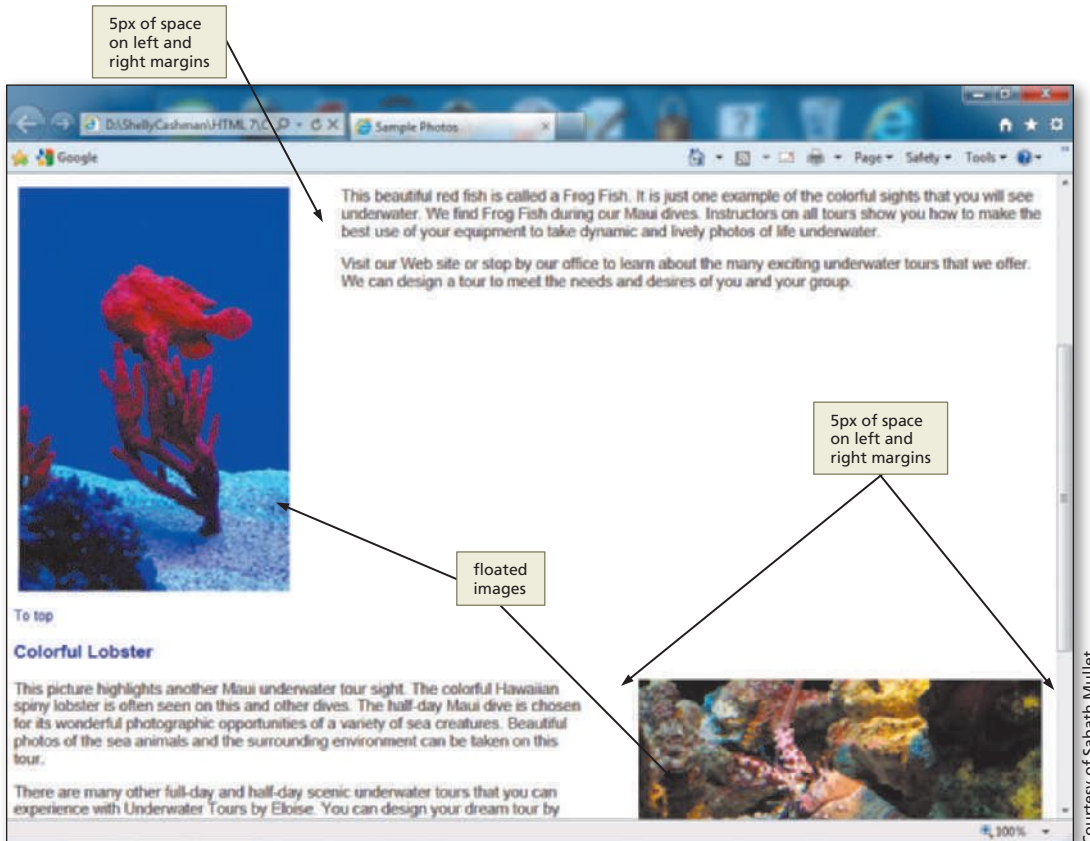 5px of space
on left and
right margins
D:\ShellyCashman\HTML 7\C
Sample Photos
Google
Page
Safety
Tools
This beautiful red fish is called a Frog Fish. It is just one example of the colorful sights that you will see
underwater. We find Frog Fish during our Maui dives. Instructors on all tours show you how to make the
best use of your equipment to take dynamic and lively photos of life underwater.
Visit our Web site or stop by our office to learn about the many exciting underwater tours that we offer.
We can design a tour to meet the needs and desires of you and your group.
5px of space
on left and
right margins
floated
images
To top
Colorful Lobster
This picture highlights another Maui underwater tour sight. The colorful Hawaiian
spiny lobster is often seen on this and other dives. The half-day Maui dive is chosen
for its wonderful photographic opportunities of a variety of sea creatures. Beautiful
photos of the sea animals and the surrounding environment can be taken on this
tour.
There are many other full-day and half-day scenic underwater tours that you can
experience with Underwater Tours by Eloise. You can design your dream tour by
100%
Courtesy of Sabath Mullet